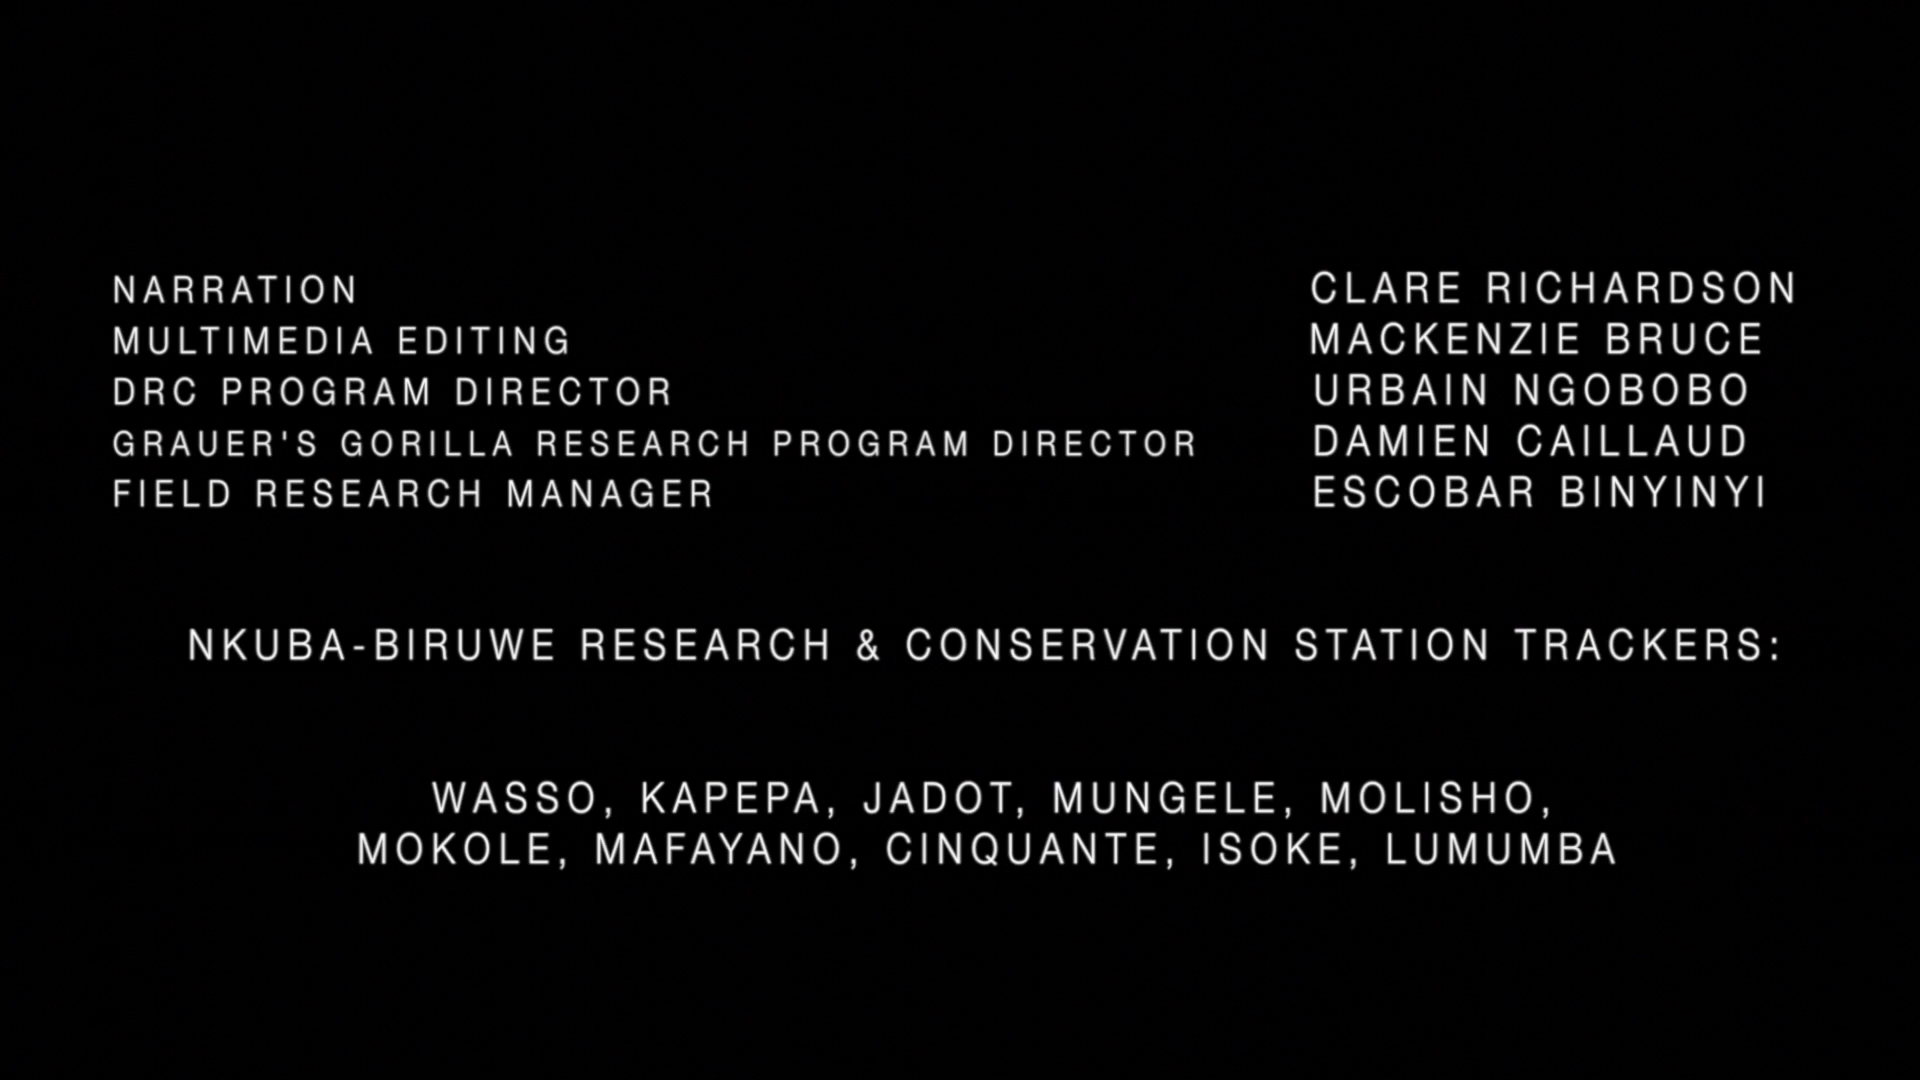 NARRATION CLARE RICHARDSON
MULTIMEDIA EDITING MACKENZIE BRUCE
DRC PROGRAM DIRECTOR URBAIN NGOBOBO
GRAUER'S GORILLA RESEARCH PROGRAM DIRECTOR DAMIEN CAILLAUD
FIELD RESEARCH MANAGER ESCOBAR BINYINYI
NKUBA-BIRUWE RESEARCH & CONSERVATION STATION TRACKERS:
WASSO, KAPEPA, JADOT, MUNGELE, MOLISHO,
MOKOLE, MAFAYANO, CINQUANTE, ISOKE, LUMUMBA